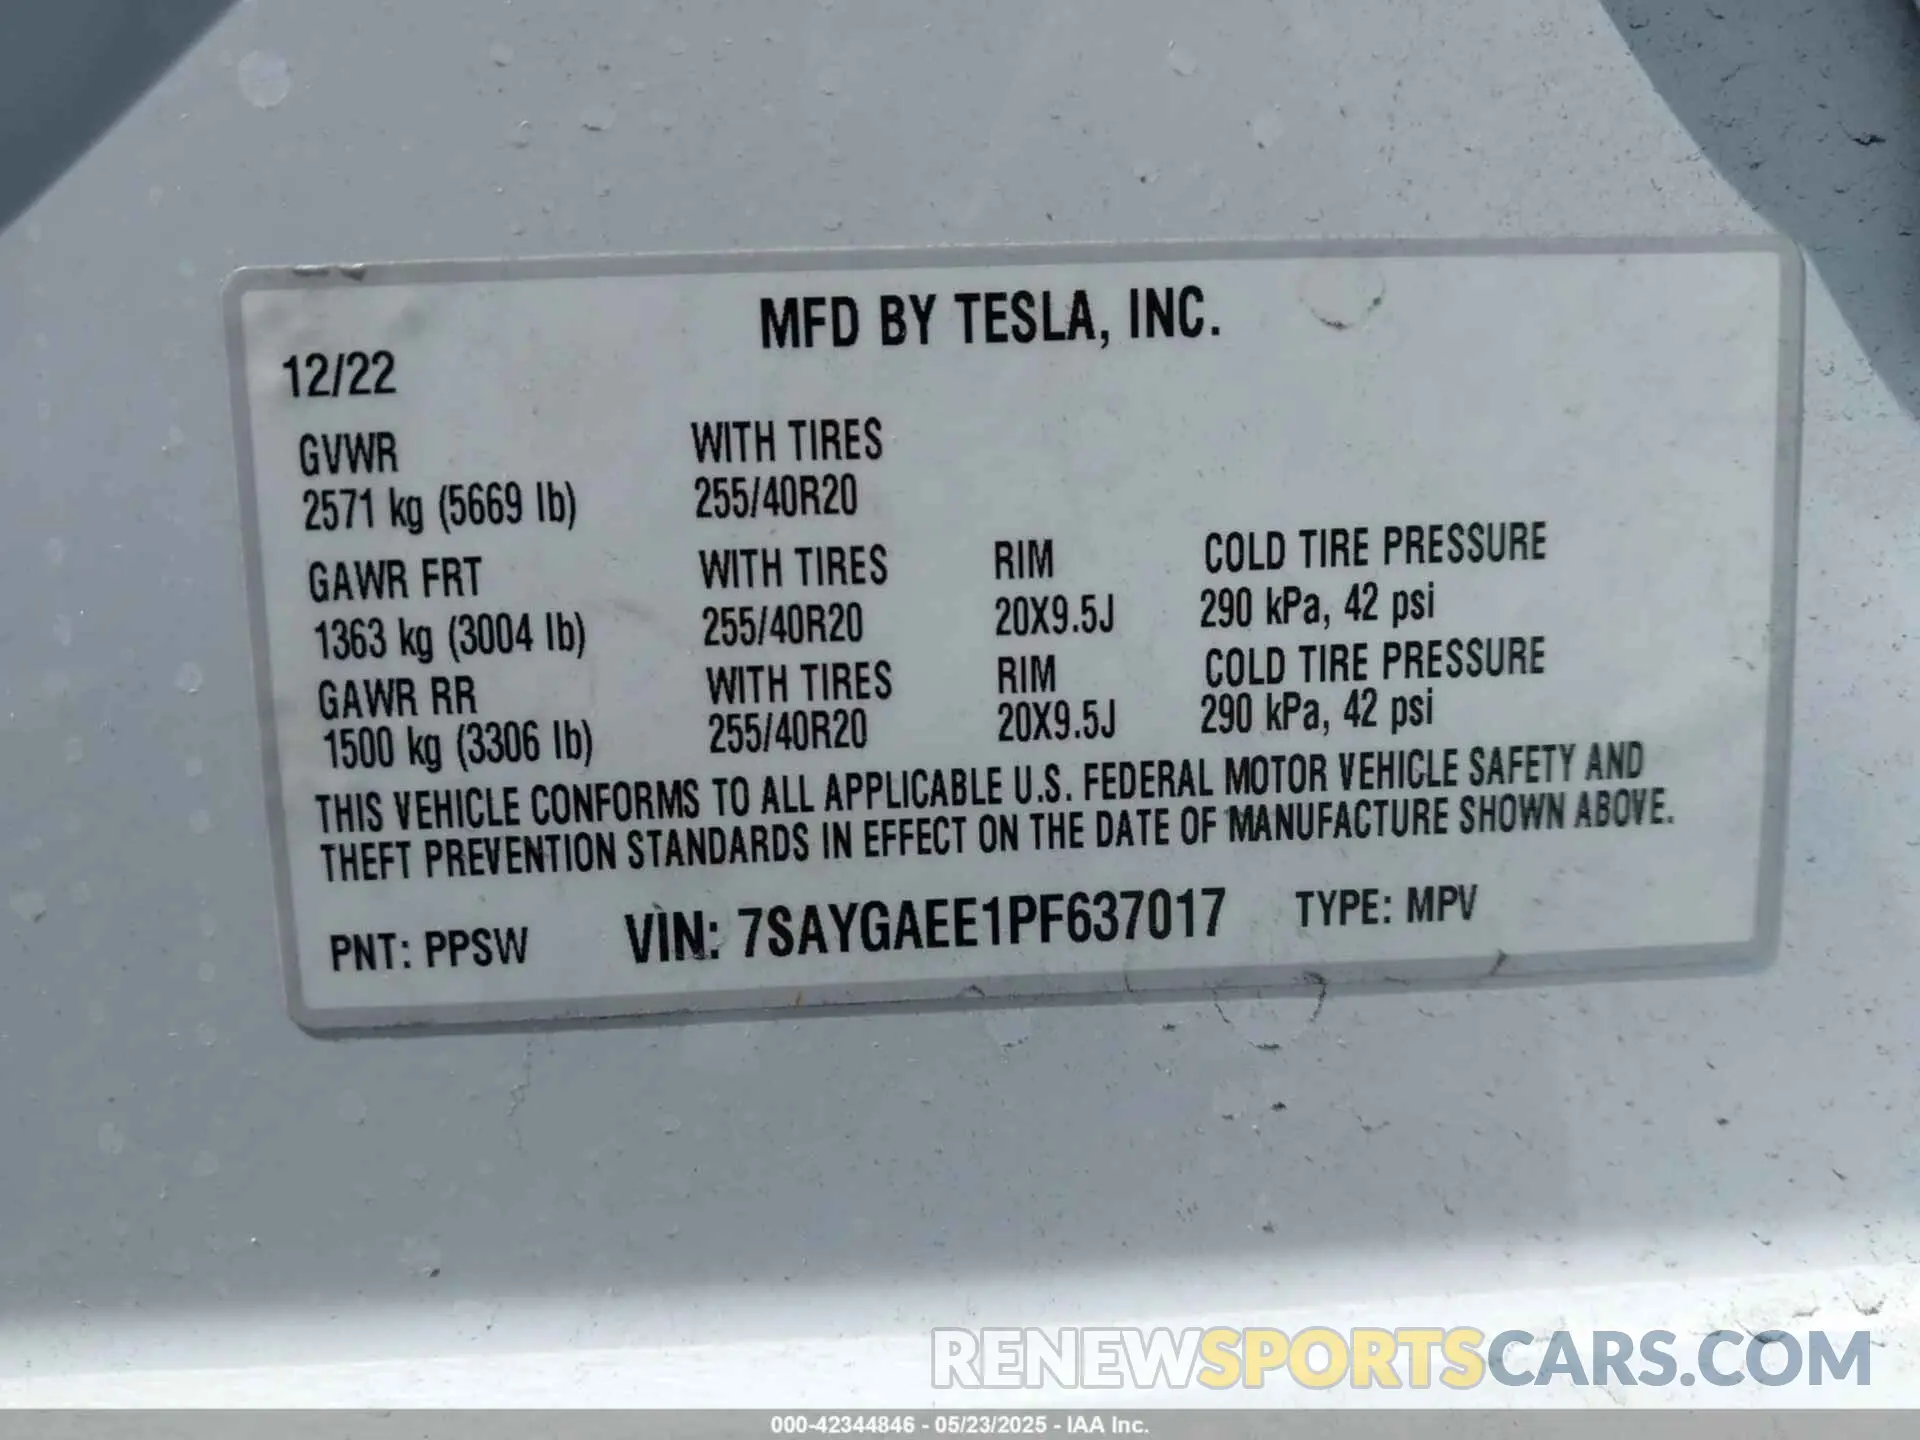 MFD BY TESLA, INC.
12/22
GVWR WITH TIRES
2571 kg (5669 lb) 255/40R20
GAWR FRT WITH TIRES RIM COLD TIRE PRESSURE
1363 kg (3004 lb) 255/40R20 20X9.5J 290 kPa, 42 psi
GAWR RR WITH TIRES RIM COLD TIRE PRESSURE
1500 kg (3306 lb) 255/40R20 20X9.5J 290 kPa, 42 psi
THIS VEHICLE CONFORMS TO ALL APPLICABLE U.S. FEDERAL MOTOR VEHICLE SAFETY AND
THEFT PREVENTION STANDARDS IN EFFECT ON THE DATE OF MANUFACTURE SHOWN ABOVE.
PNT: PPSW VIN: 7SAYGAEE1PF637017 TYPE: MPV
RENEWSPORTSCARS.COM
000-42344846 - 05/23/2025 - IAA Inc.